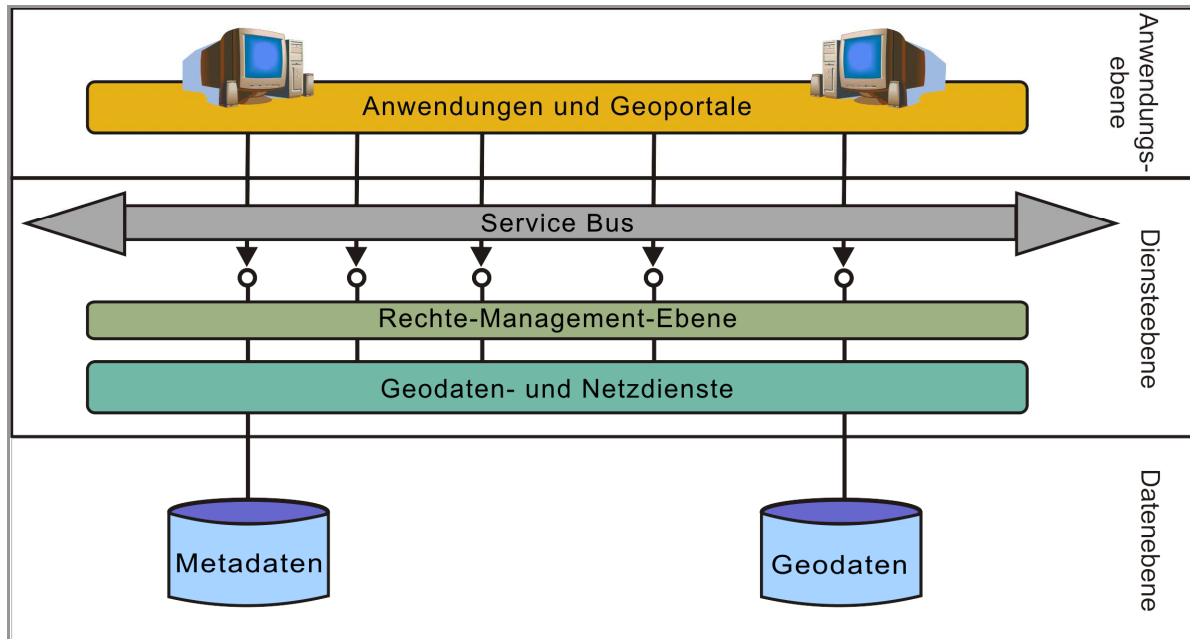 Anwendungen und Geoportale
Anwendungs-
ebene
Service Bus
Rechte-Management-Ebene
Geodaten- und Netzdienste
Diensteebene
Metadaten
Geodaten
Datenebene